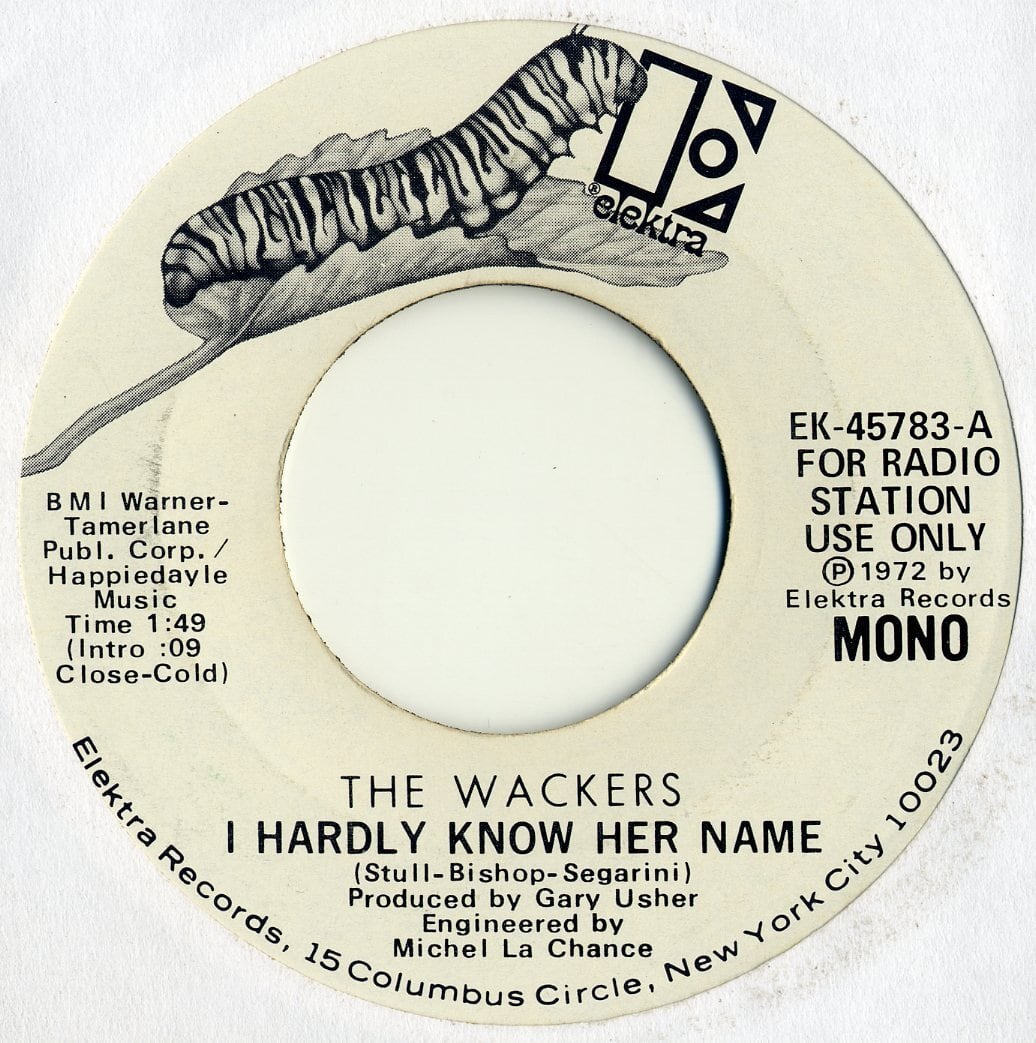 ® elektra
EK-45783-A
FOR RADIO
STATION
USE ONLY
Ⓟ 1972 by
Elektra Records
MONO
BMI Warner-
Tamerlane
Publ. Corp. /
Happiedayle
Music
Time 1:49
(Intro :09
Close-Cold)
THE WACKERS
I HARDLY KNOW HER NAME
(Stull-Bishop-Segarini)
Produced by Gary Usher
Engineered by
Michel La Chance
Elektra Records, 15 Columbus Circle, New York City 10023